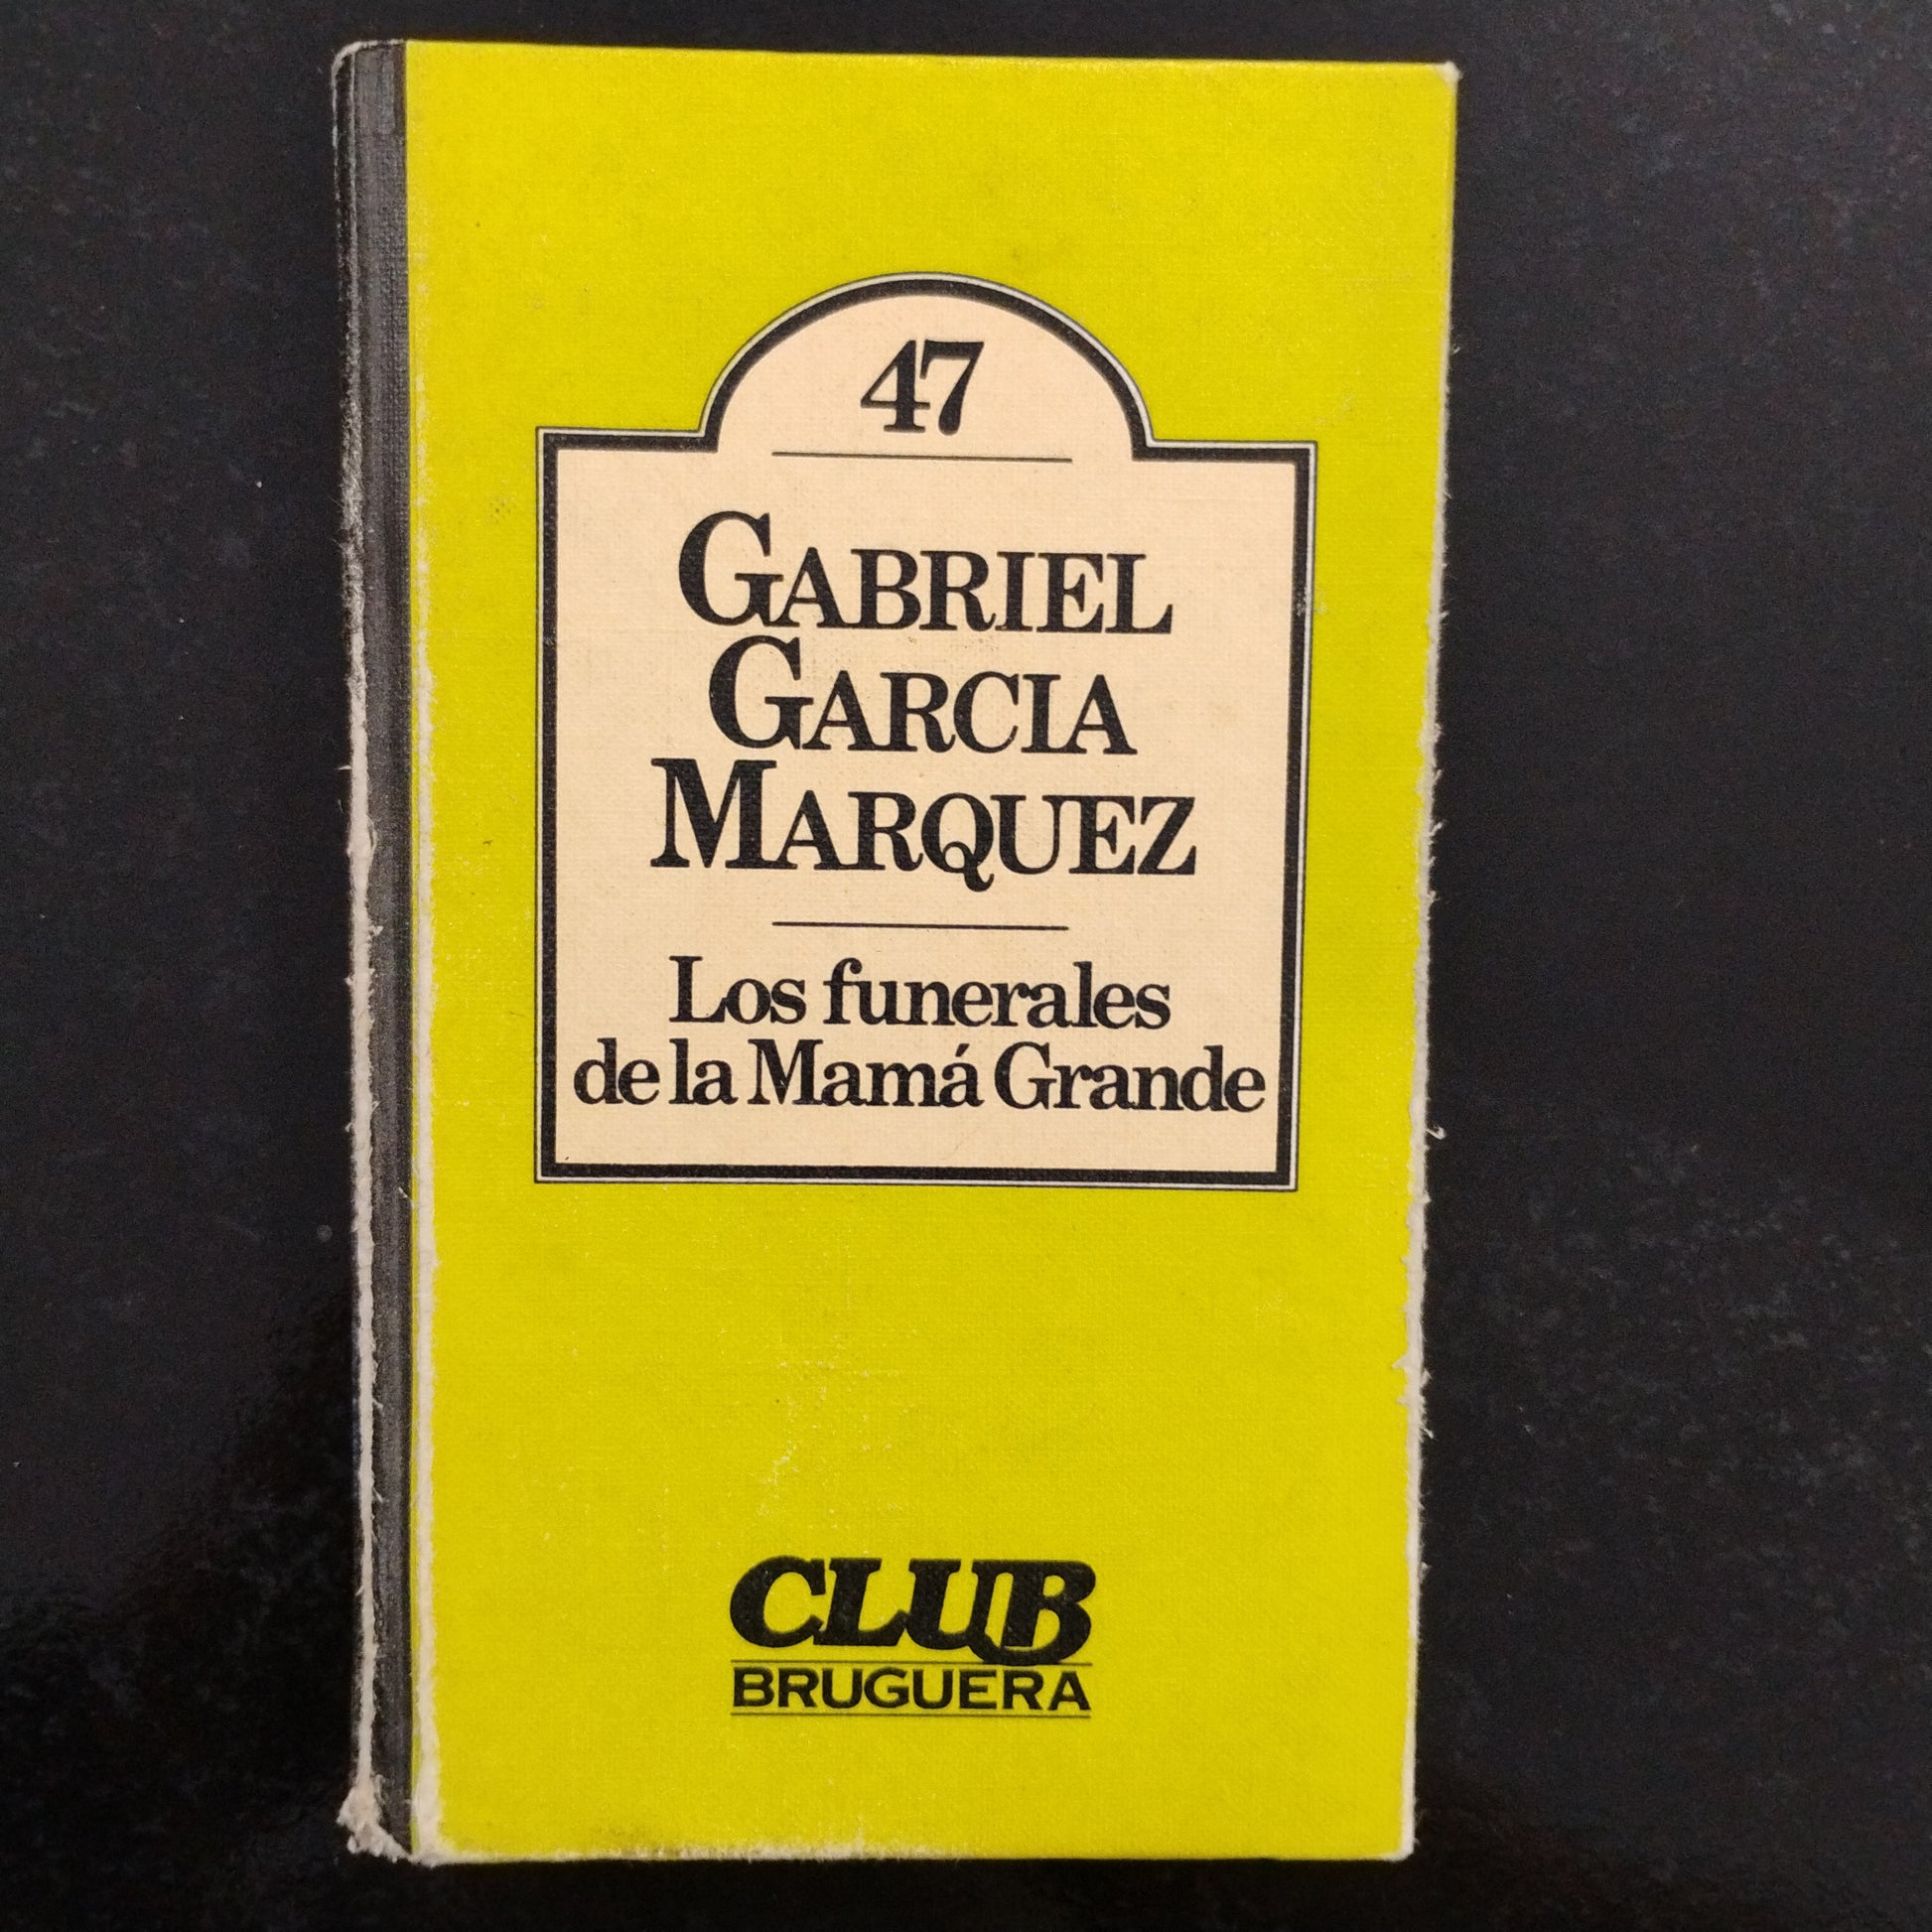 47
GABRIEL
GARCIA
MARQUEZ
Los funerales
de la Mamá Grande
CLUB
BRUGUERA